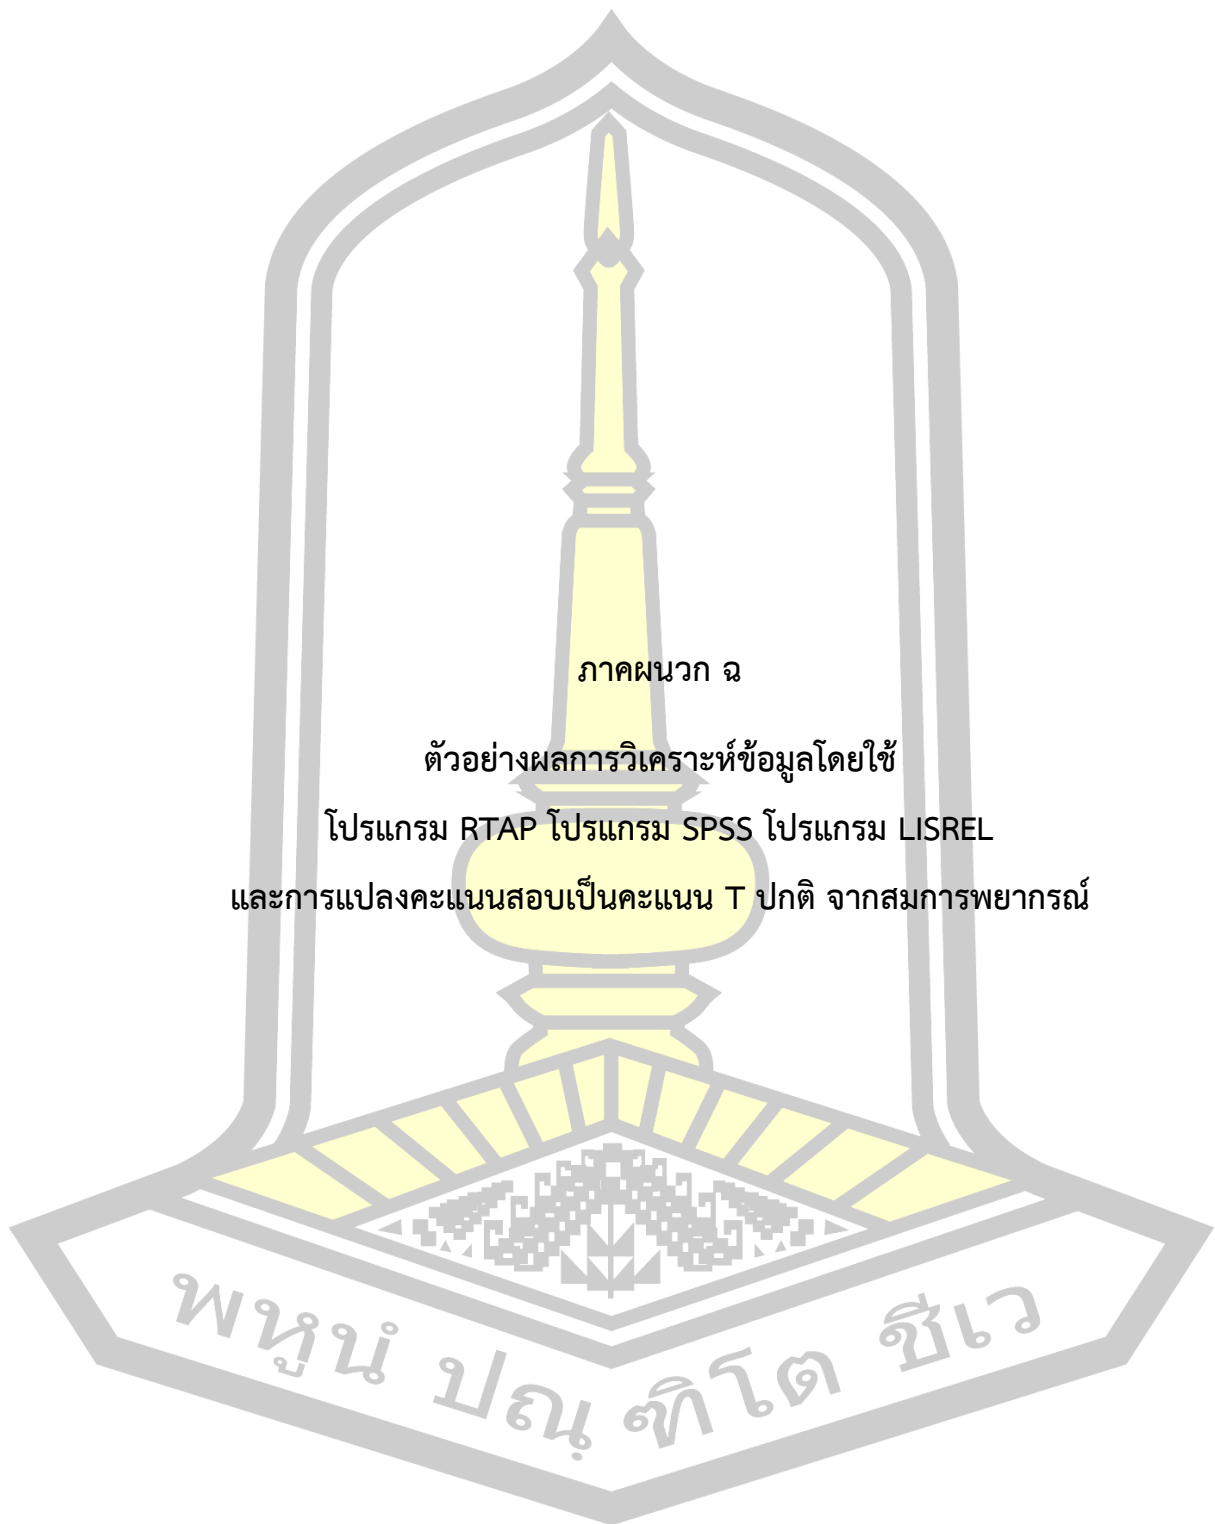 ภาคผนวก ฉ
ตัวอย่างผลการวิเคราะห์ข้อมูลโดยใช้
โปรแกรม RTAP โปรแกรม SPSS โปรแกรม LISREL
และการแปลงคะแนนสอบเป็นคะแนน T ปกติ จากสมการพยากรณ์
พหูนํ ปณฺ ฑิโต ชีเว